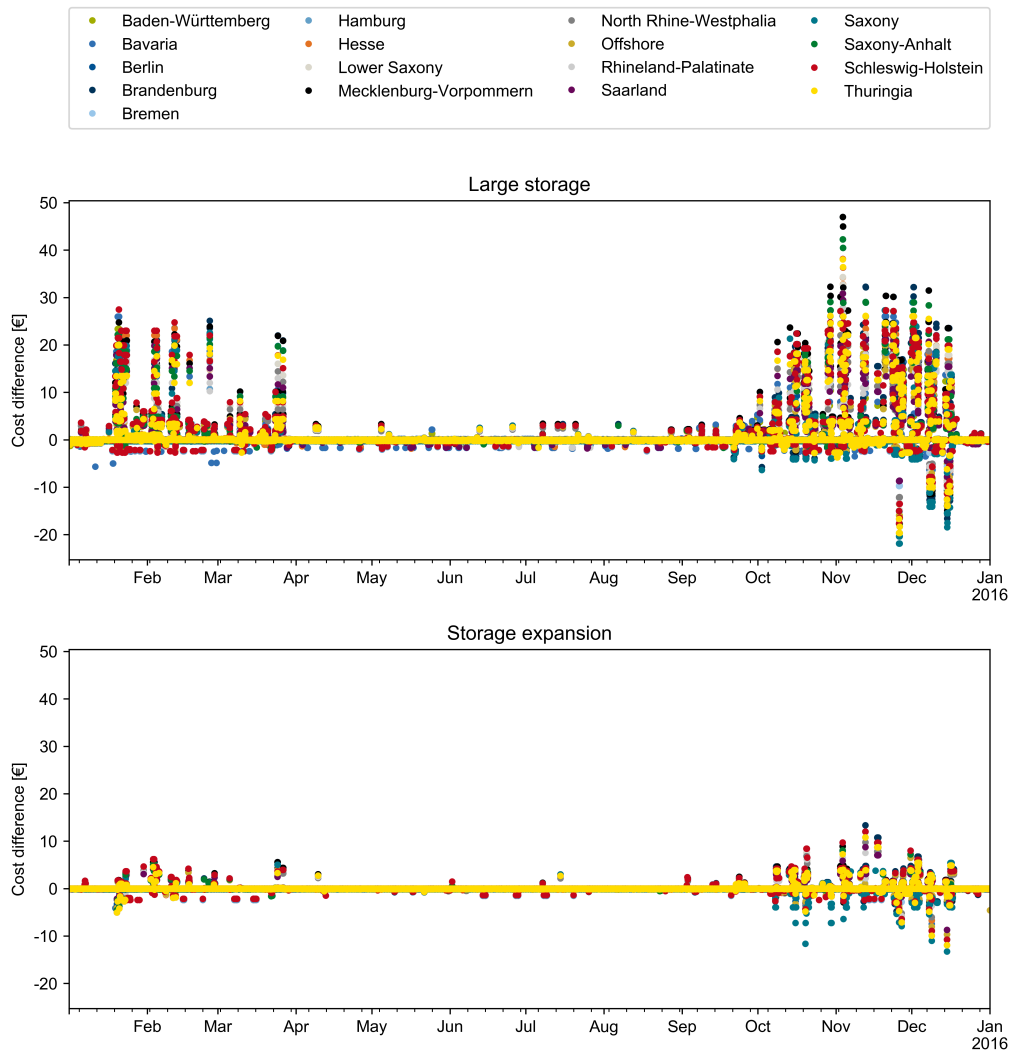 Baden-Württemberg Hamburg North Rhine-Westphalia Saxony
Bavaria Hesse Offshore Saxony-Anhalt
Berlin Lower Saxony Rhineland-Palatinate Schleswig-Holstein
Brandenburg Mecklenburg-Vorpommern Saarland Thuringia
Bremen
Large storage
50
40
30
20
10
0
-10
-20
Cost difference [€]
Feb Mar Apr May Jun Jul Aug Sep Oct Nov Dec Jan
2016
Storage expansion
50
40
30
20
10
0
-10
-20
Cost difference [€]
Feb Mar Apr May Jun Jul Aug Sep Oct Nov Dec Jan
2016